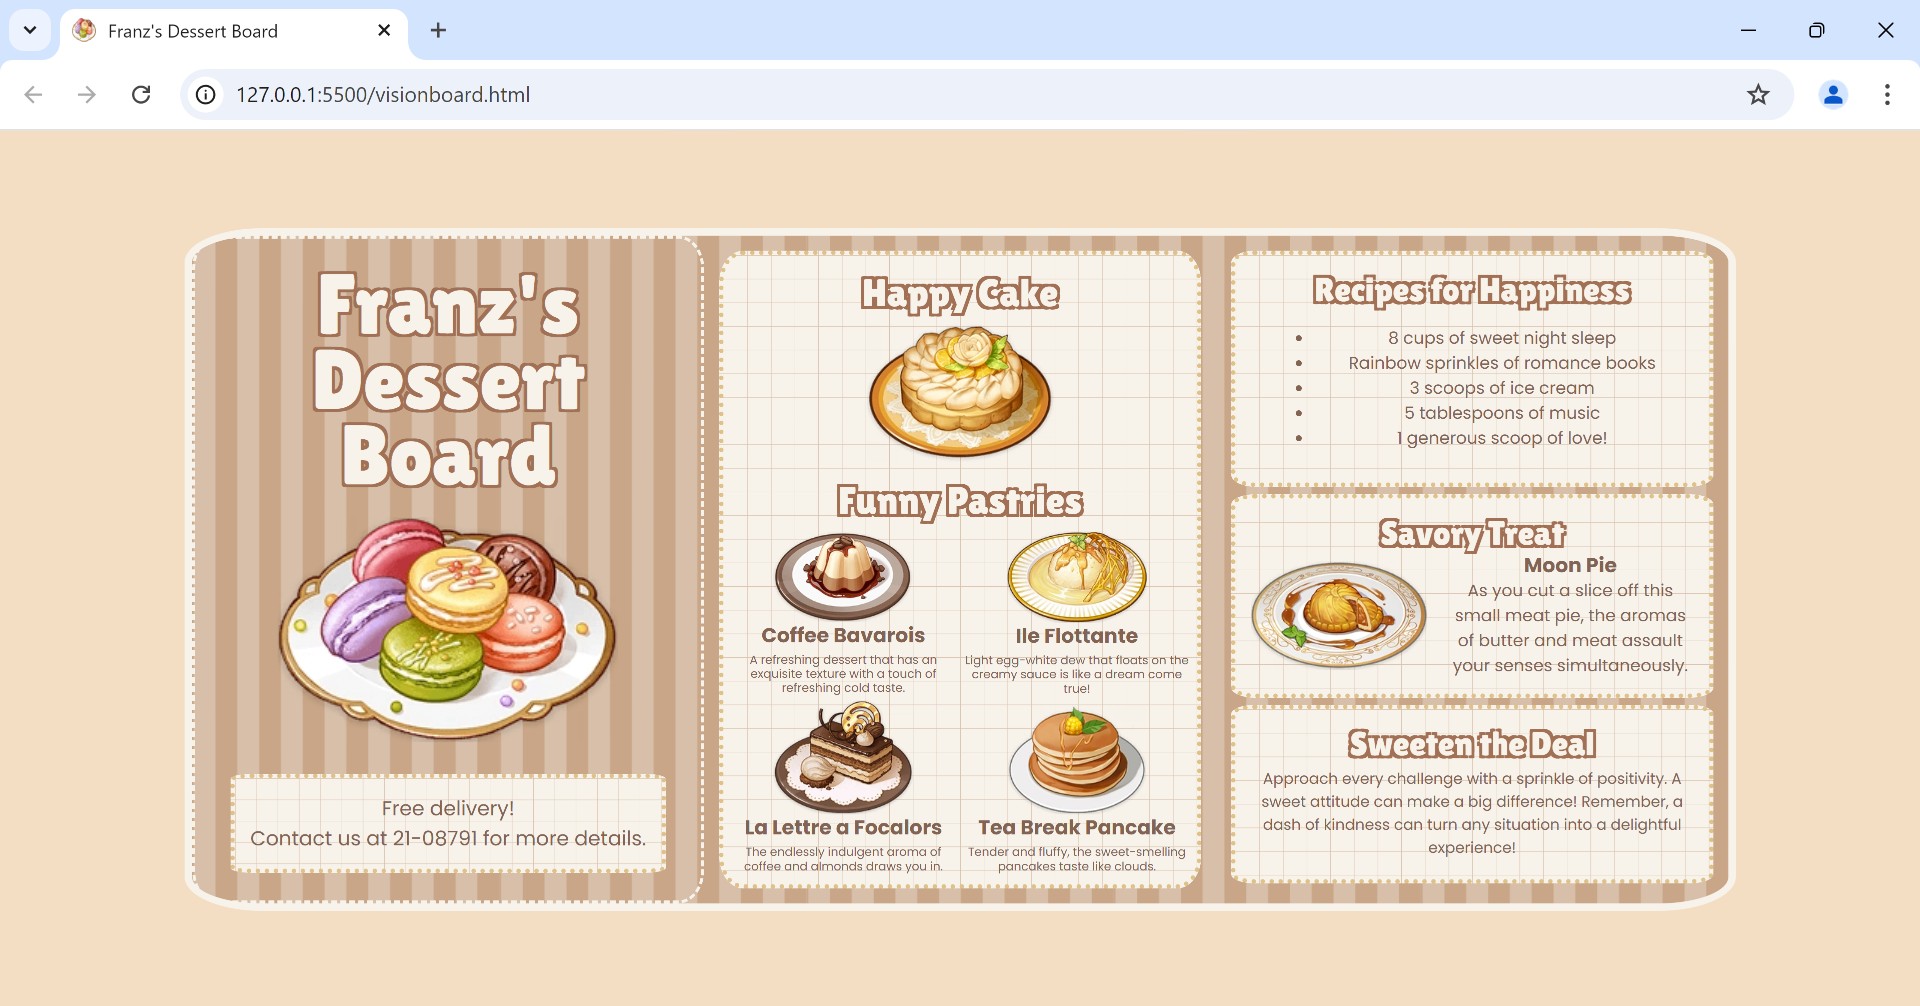 Franz's Dessert Board
127.0.0.1:5500/visionboard.html
Franz's
Dessert
Board
Free delivery!
Contact us at 21-08791 for more details.
Happy Cake
Funny Pastries
Coffee Bavarois
A refreshing dessert that has an
exquisite texture with a touch of
refreshing cold taste.
Ile Flottante
Light egg-white dew that floats on the
creamy sauce is like a dream come
true!
La Lettre a Focalors
The endlessly indulgent aroma of
coffee and almonds draws you in.
Tea Break Pancake
Tender and fluffy, the sweet-smelling
pancakes taste like clouds.
Recipes for Happiness
• 8 cups of sweet night sleep
• Rainbow sprinkles of romance books
• 3 scoops of ice cream
• 5 tablespoons of music
• 1 generous scoop of love!
Savory Treat
Moon Pie
As you cut a slice off this
small meat pie, the aromas
of butter and meat assault
your senses simultaneously.
Sweeten the Deal
Approach every challenge with a sprinkle of positivity. A
sweet attitude can make a big difference! Remember, a
dash of kindness can turn any situation into a delightful
experience!